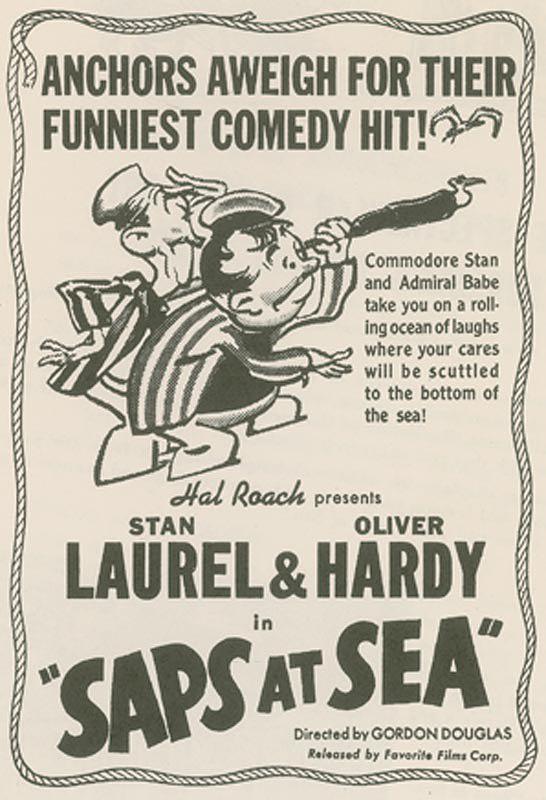 ANCHORS AWEIGH FOR THEIR
FUNNIEST COMEDY HIT!
Commodore Stan
and Admiral Babe
take you on a roll-
ing ocean of laughs
where your cares
will be scuttled
to the bottom of
the sea!
Hal Roach presents
STAN OLIVER
LAUREL & HARDY
in
"SAPS AT SEA"
Directed by GORDON DOUGLAS
Released by Favorite Films Corp.